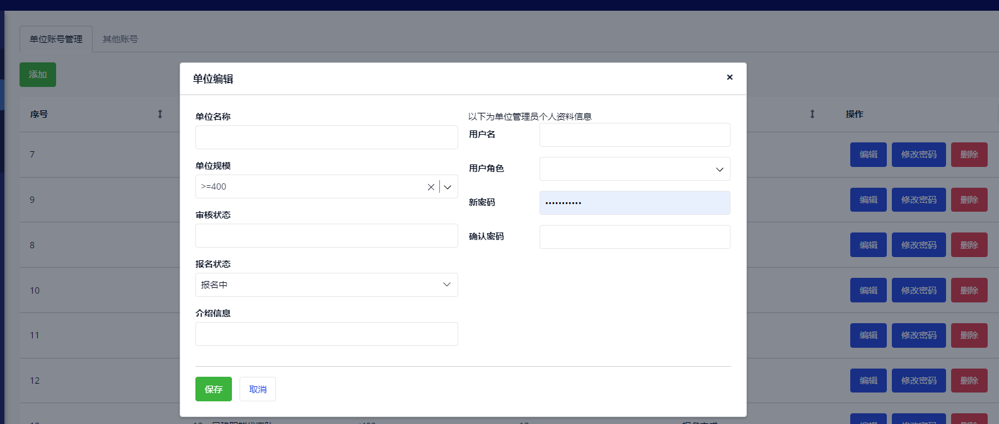 单位账号管理 其他账号
添加
单位编辑
序号
操作
单位名称
以下为单位管理员个人资料信息
用户名
7
编辑 修改密码 删除
单位规模
>=400
用户角色
9
新密码
•••••••••••
编辑 修改密码 删除
审核状态
确认密码
8
编辑 修改密码 删除
报名状态
报名中
10
编辑 修改密码 删除
介绍信息
11
编辑 修改密码 删除
12
编辑 修改密码 删除
保存 取消